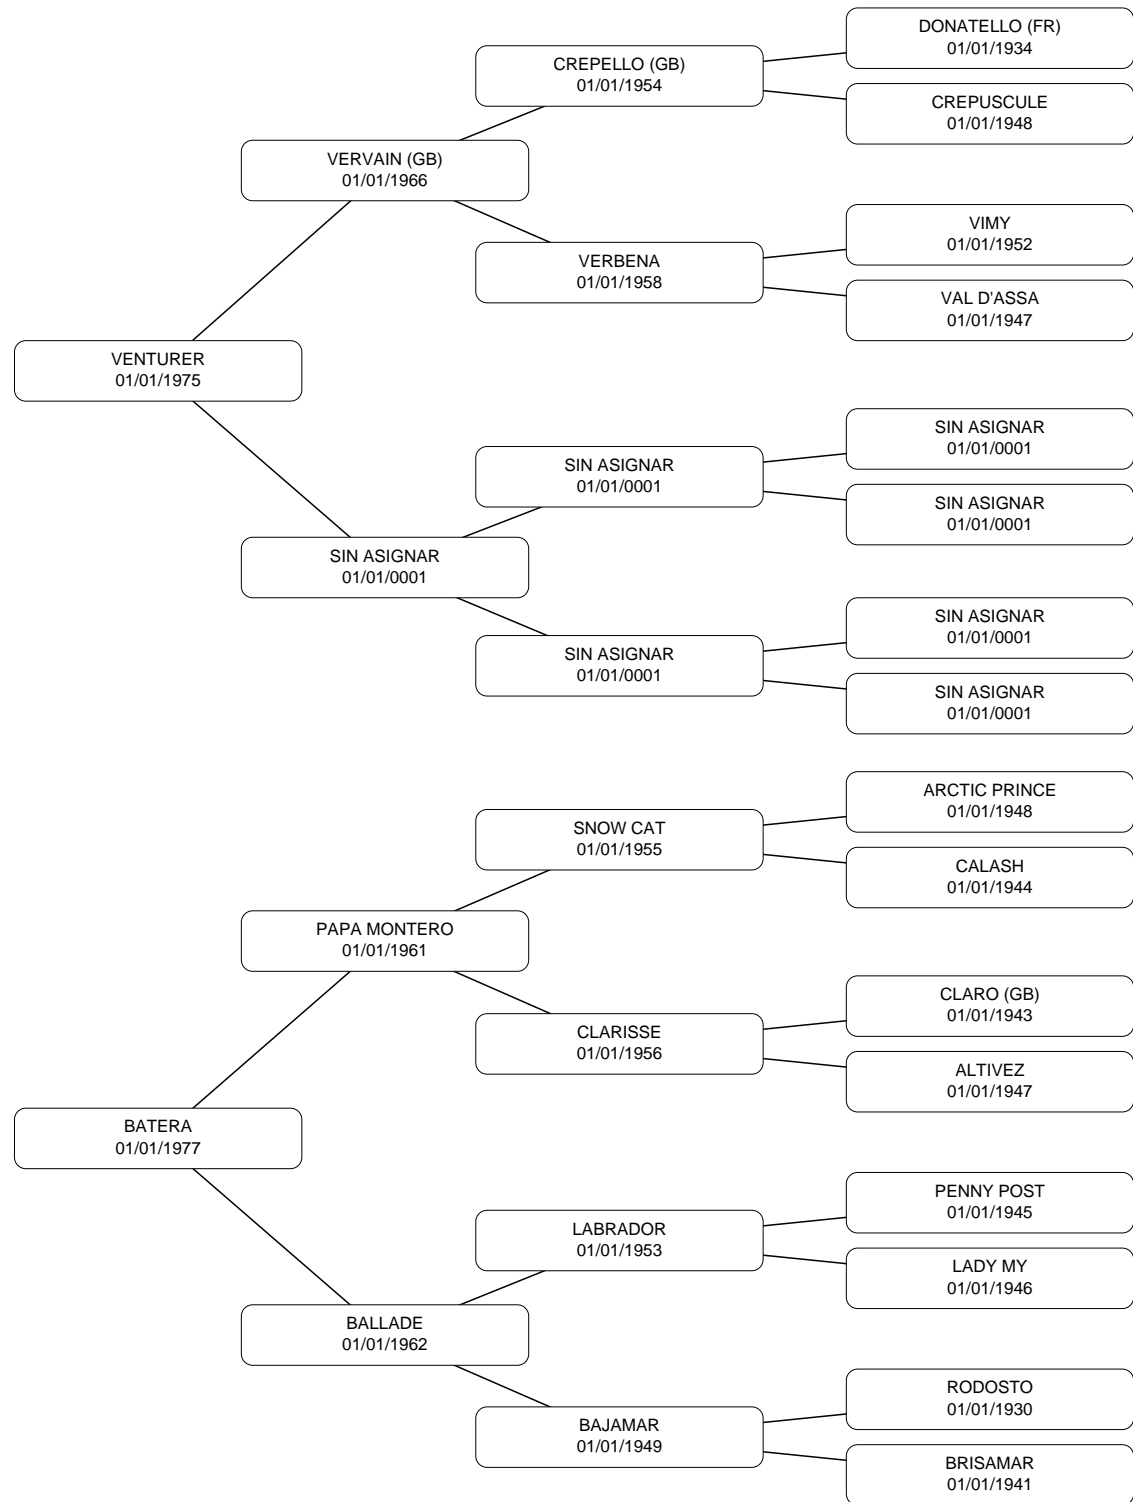 DONATELLO (FR)
01/01/1934
CREPELLO (GB)
01/01/1954
CREPUSCULE
01/01/1948
VERVAIN (GB)
01/01/1966
VIMY
01/01/1952
VERBENA
01/01/1958
VAL D'ASSA
01/01/1947
VENTURER
01/01/1975
SIN ASIGNAR
01/01/0001
SIN ASIGNAR
01/01/0001
SIN ASIGNAR
01/01/0001
SIN ASIGNAR
01/01/0001
SIN ASIGNAR
01/01/0001
SIN ASIGNAR
01/01/0001
SIN ASIGNAR
01/01/0001
ARCTIC PRINCE
01/01/1948
SNOW CAT
01/01/1955
CALASH
01/01/1944
PAPA MONTERO
01/01/1961
CLARO (GB)
01/01/1943
CLARISSE
01/01/1956
ALTIVEZ
01/01/1947
BATERA
01/01/1977
PENNY POST
01/01/1945
LABRADOR
01/01/1953
LADY MY
01/01/1946
BALLADE
01/01/1962
RODOSTO
01/01/1930
BAJAMAR
01/01/1949
BRISAMAR
01/01/1941